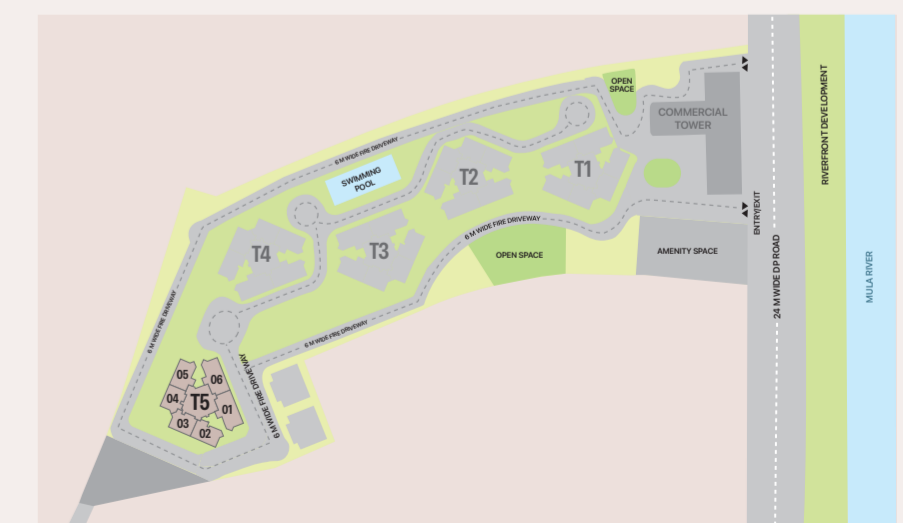 OPEN
SPACE
COMMERCIAL
TOWER
RIVERFRONT DEVELOPMENT
6 M WIDE FIRE DRIVEWAY
SWIMMING
POOL
T2
T1
ENTRY/EXIT
6 M WIDE FIRE DRIVEWAY
T4
T3
OPEN SPACE
AMENITY SPACE
24 M WIDE DP ROAD
MULA RIVER
6 M WIDE FIRE DRIVEWAY
6 M WIDE FIRE DRIVEWAY
6 M WIDE FIRE DRIVEWAY
05
06
04
T5
01
03
02